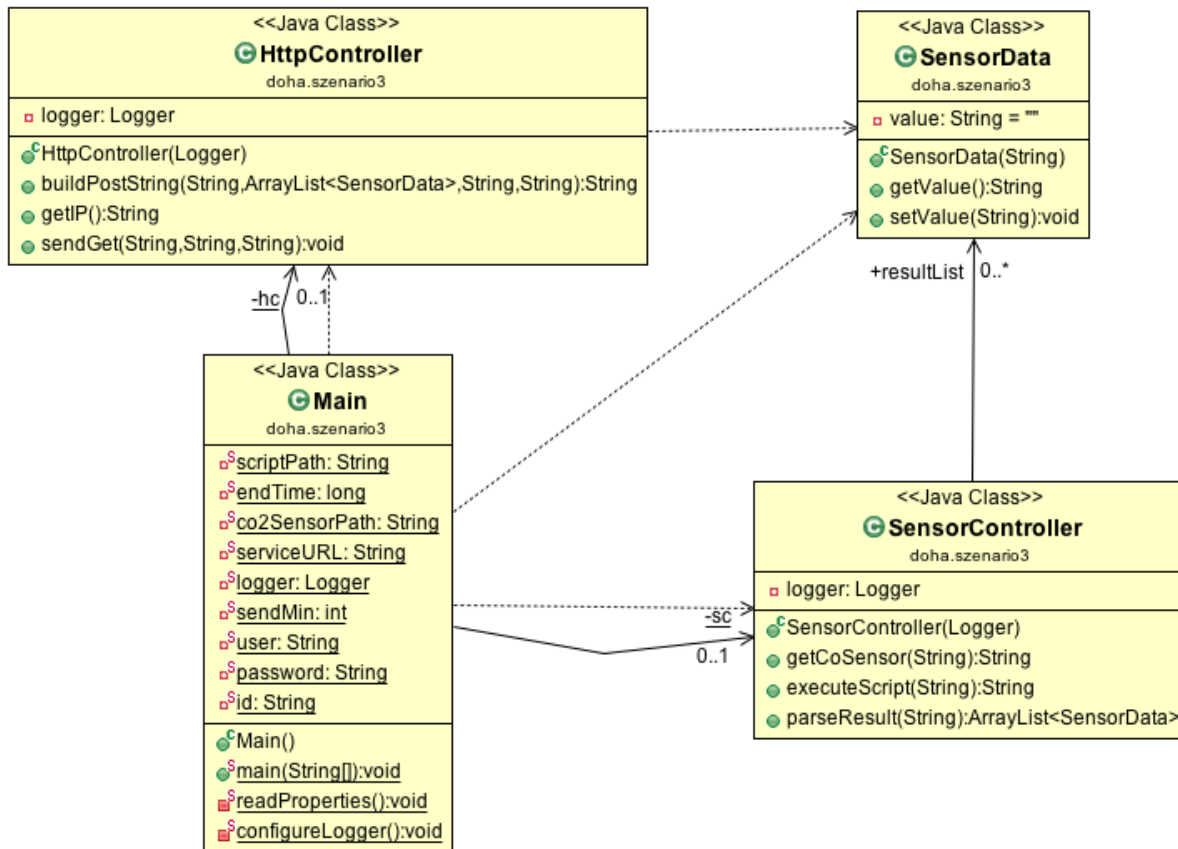 <<Java Class>>
HttpController
doha.szenario3
logger: Logger
HttpController(Logger)
buildPostString(String,ArrayList<SensorData>,String,String):String
getIP():String
sendGet(String,String,String):void
<<Java Class>>
SensorData
doha.szenario3
value: String = ""
SensorData(String)
getValue():String
setValue(String):void
-hc
0..1
+resultList
0..*
<<Java Class>>
Main
doha.szenario3
scriptPath: String
endTime: long
co2SensorPath: String
serviceURL: String
logger: Logger
sendMin: int
user: String
password: String
id: String
Main()
main(String[]):void
readProperties():void
configureLogger():void
-sc
0..1
<<Java Class>>
SensorController
doha.szenario3
logger: Logger
SensorController(Logger)
getCoSensor(String):String
executeScript(String):String
parseResult(String):ArrayList<SensorData>